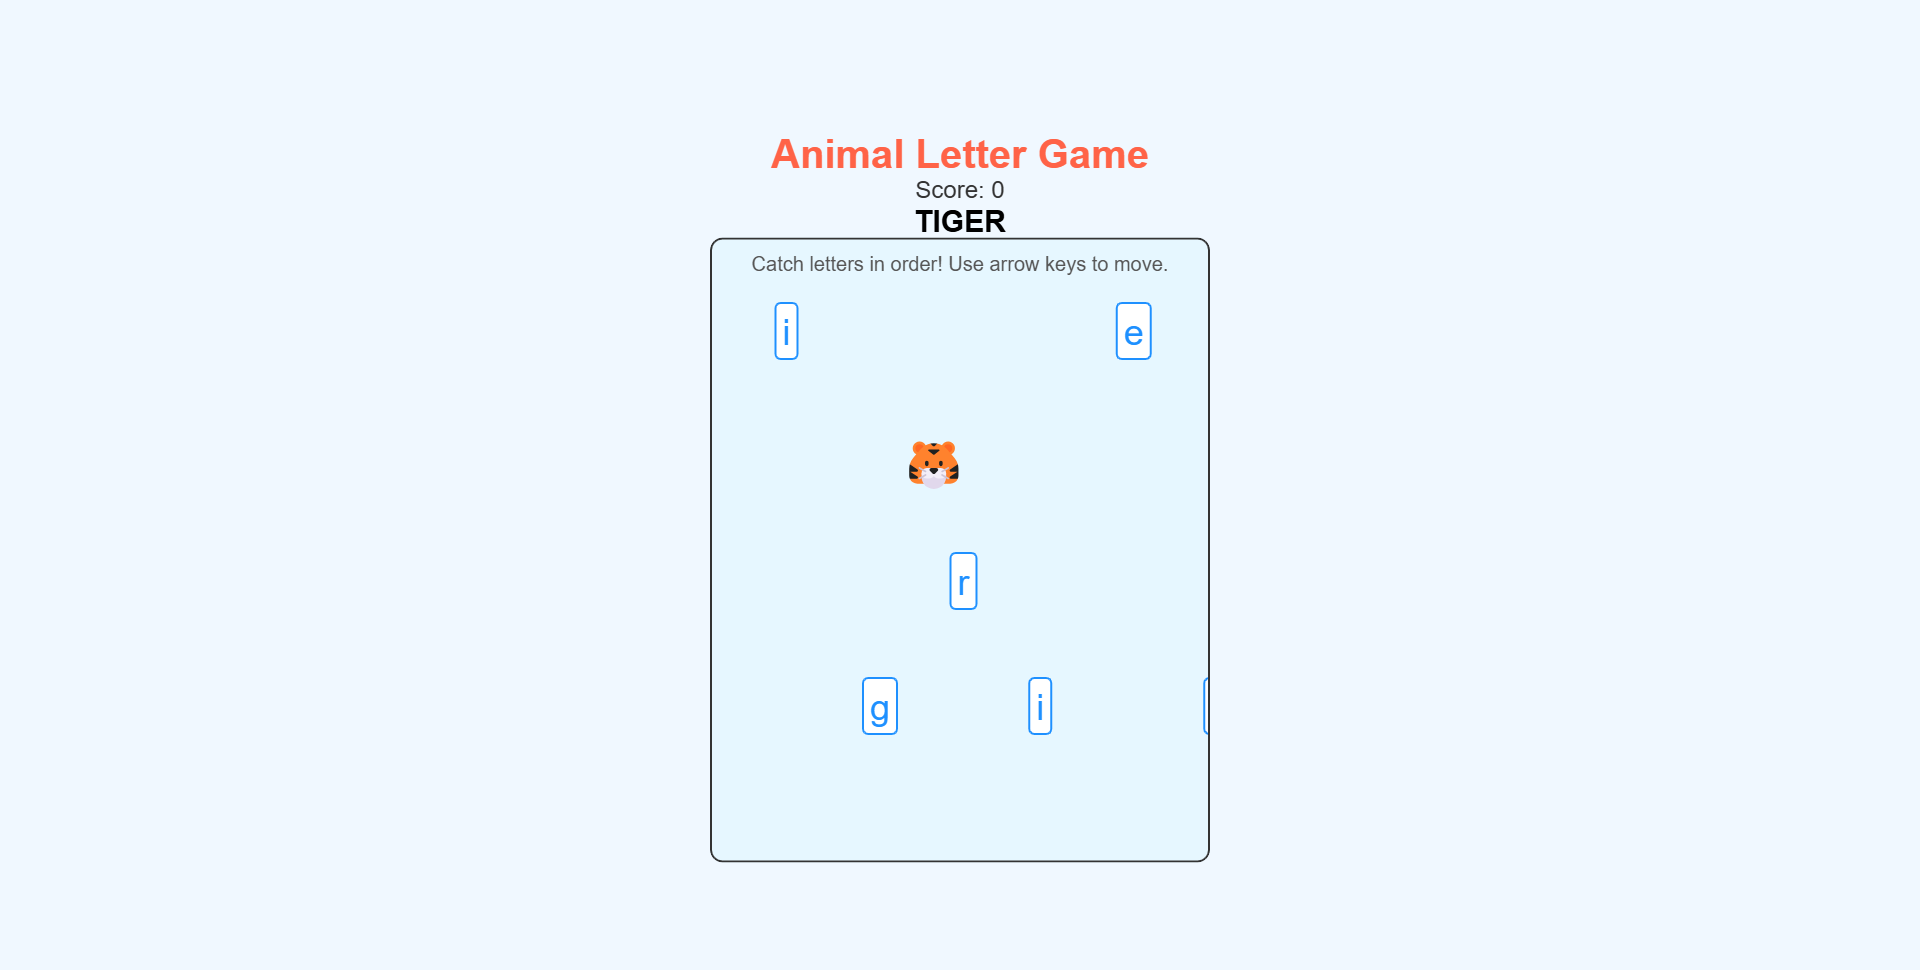 Animal Letter Game
Score: 0
TIGER
Catch letters in order! Use arrow keys to move.
i e
r
g i